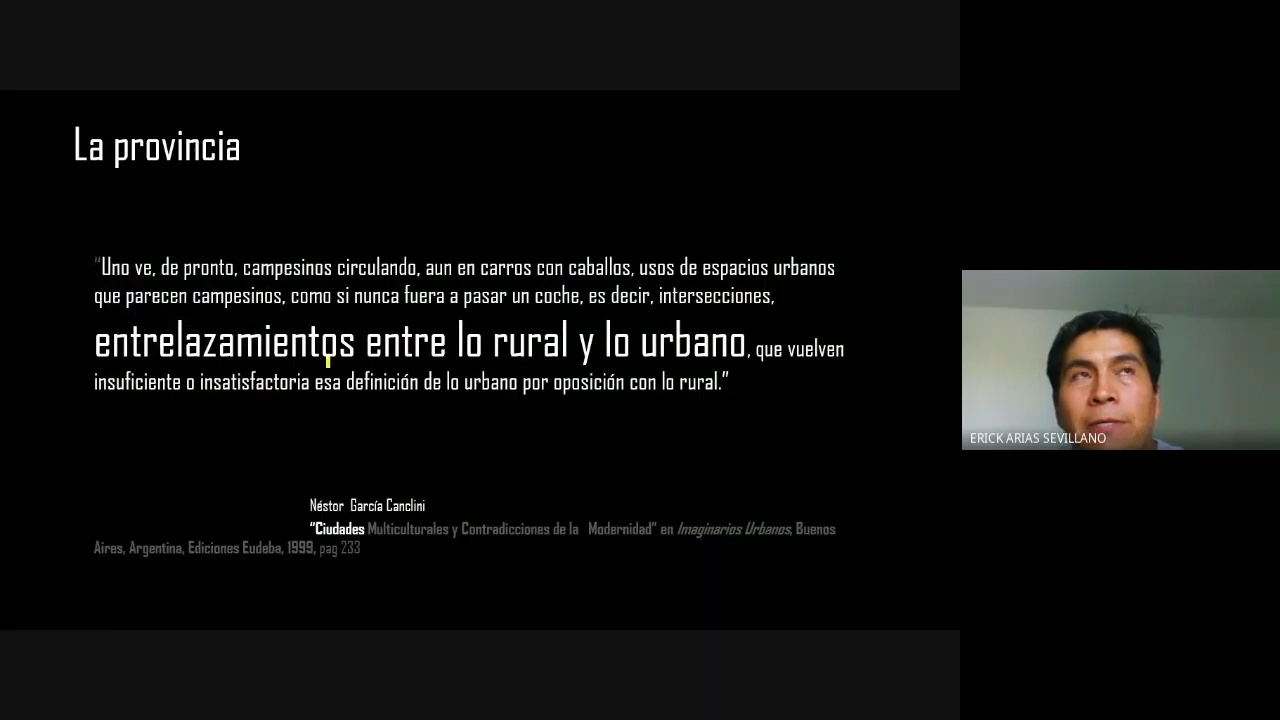 La provincia
“Uno ve, de pronto, campesinos circulando, aun en carros con caballos, usos de espacios urbanos
que parecen campesinos, como si nunca fuera a pasar un coche, es decir, intersecciones,
entrelazamientos entre lo rural y lo urbano, que vuelven
insuficiente o insatisfactoria esa definición de lo urbano por oposición con lo rural.”
Néstor García Canclini
“Ciudades Multiculturales y Contradicciones de la Modernidad” en Imaginarios Urbanos, Buenos
Aires, Argentina, Ediciones Eudeba, 1999, pag 233
ERICK ARIAS SEVILLANO